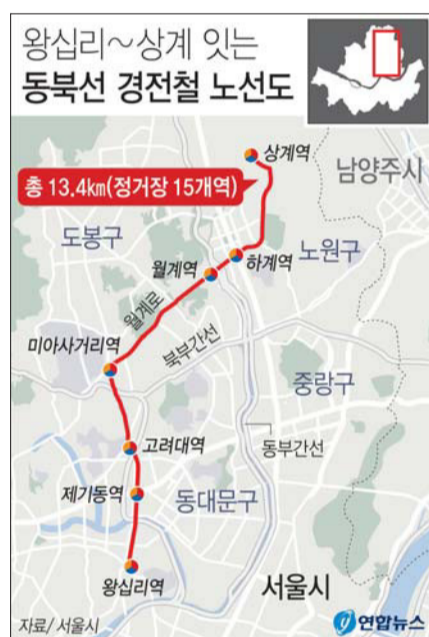 왕십리~상계 잇는
동북선 경전철 노선도
상계역
남양주시
총 13.4km(정거장 15개역)
도봉구
하계역
노원구
월계역
월계로
미아사거리역
북부간선
중랑구
고려대역
동부간선
제기동역
동대문구
왕십리역
서울시
자료/ 서울시
연합뉴스